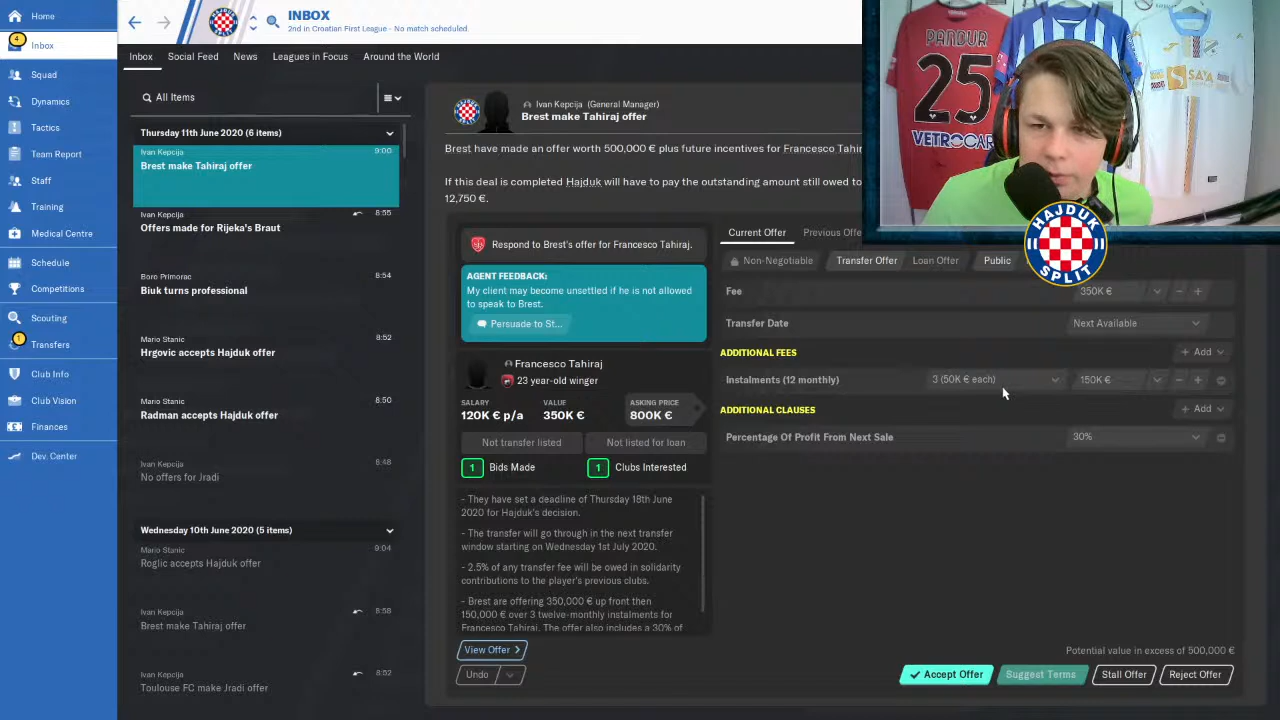 Home
4
Inbox
Squad
Dynamics
Tactics
Team Report
Staff
Training
Medical Centre
Schedule
Competitions
Scouting
1
Transfers
Club Info
Club Vision
Finances
Dev. Center
INBOX
2nd in Croatian First League - No match scheduled.
Inbox Social Feed News Leagues in Focus Around the World
All Items
Thursday 11th June 2020 (6 items)
Ivan Kepcija 9:00
Brest make Tahiraj offer
Ivan Kepcija 8:55
Offers made for Rijeka's Braut
Boro Primorac 8:54
Biuk turns professional
Mario Stanic 8:52
Hrgovic accepts Hajduk offer
Mario Stanic 8:50
Radman accepts Hajduk offer
Ivan Kepcija 8:48
No offers for Jradi
Wednesday 10th June 2020 (5 items)
Mario Stanic 9:04
Roglic accepts Hajduk offer
Ivan Kepcija 8:58
Brest make Tahiraj offer
Ivan Kepcija 8:52
Toulouse FC make Jradi offer
Ivan Kepcija (General Manager)
Brest make Tahiraj offer
Brest have made an offer worth 500,000 € plus future incentives for Francesco Tahir
If this deal is completed Hajduk will have to pay the outstanding amount still owed to
12,750 €.
Respond to Brest's offer for Francesco Tahiraj.
AGENT FEEDBACK:
My client may become unsettled if he is not allowed
to speak to Brest.
Persuade to St...
Francesco Tahiraj
23 year-old winger
SALARY VALUE ASKING PRICE
120K € p/a 350K € 800K €
Not transfer listed Not listed for loan
1 Bids Made 1 Clubs Interested
- They have set a deadline of Thursday 18th June
2020 for Hajduk's decision.
- The transfer will go through in the next transfer
window starting on Wednesday 1st July 2020.
- 2.5% of any transfer fee will be owed in solidarity
contributions to the player's previous clubs.
- Brest are offering 350,000 € up front then
150,000 € over 3 twelve-monthly instalments for
Francesco Tahiraj. The offer also includes a 30% of
View Offer
Undo
Current Offer Previous Offe
Non-Negotiable Transfer Offer Loan Offer Public
Fee 350K €
Transfer Date Next Available
ADDITIONAL FEES + Add
Instalments (12 monthly) 3 (50K € each) 150K €
ADDITIONAL CLAUSES + Add
Percentage Of Profit From Next Sale 30%
Potential value in excess of 500,000 €
Accept Offer Suggest Terms Stall Offer Reject Offer
PANDUR
25
VETROCAR
SAVA
HAJDUK
SPLIT